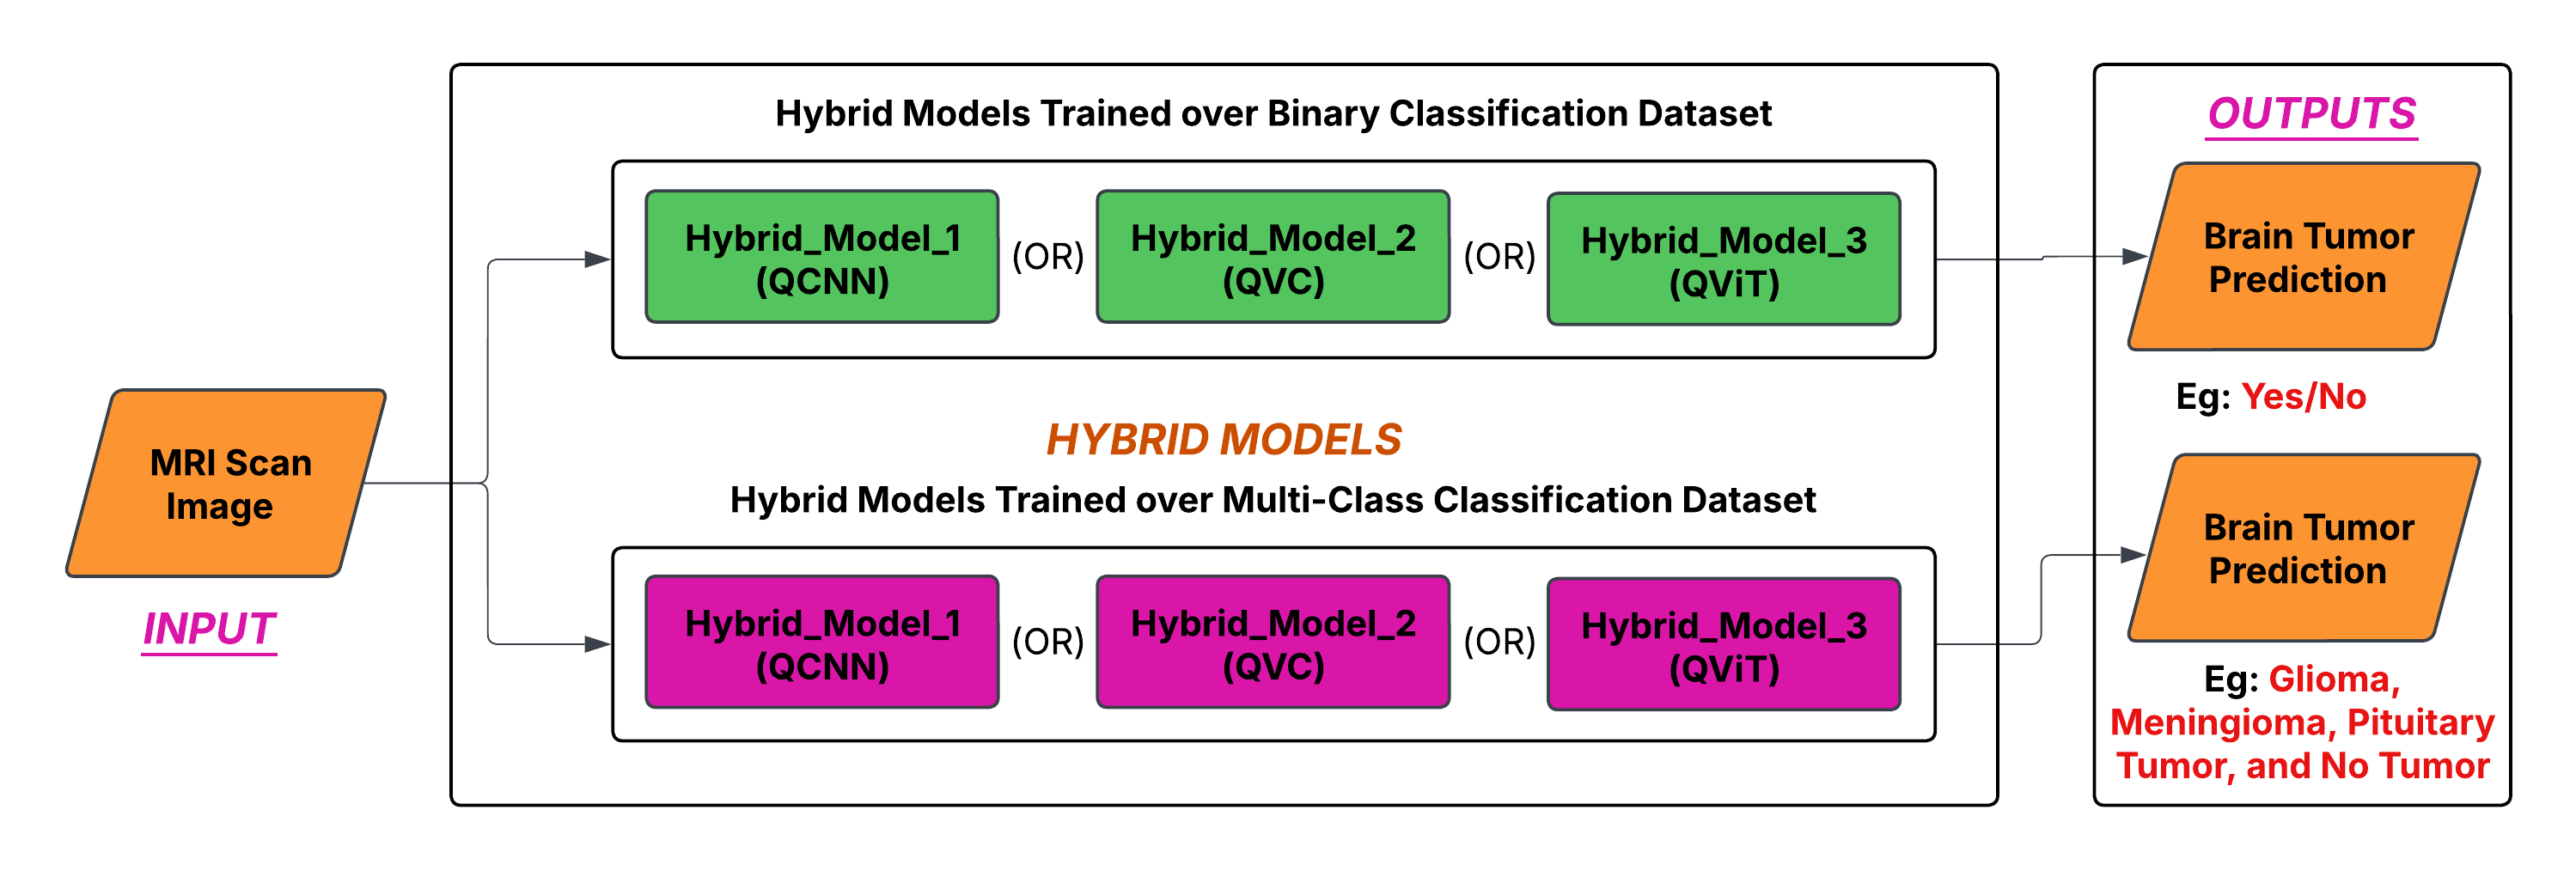 Hybrid Models Trained over Binary Classification Dataset
Hybrid_Model_1
(QCNN)
(OR)
Hybrid_Model_2
(QVC)
(OR)
Hybrid_Model_3
(QViT)
HYBRID MODELS
Hybrid Models Trained over Multi-Class Classification Dataset
Hybrid_Model_1
(QCNN)
(OR)
Hybrid_Model_2
(QVC)
(OR)
Hybrid_Model_3
(QViT)
MRI Scan
Image
INPUT
OUTPUTS
Brain Tumor
Prediction
Eg: Yes/No
Brain Tumor
Prediction
Eg: Glioma,
Meningioma, Pituitary
Tumor, and No Tumor